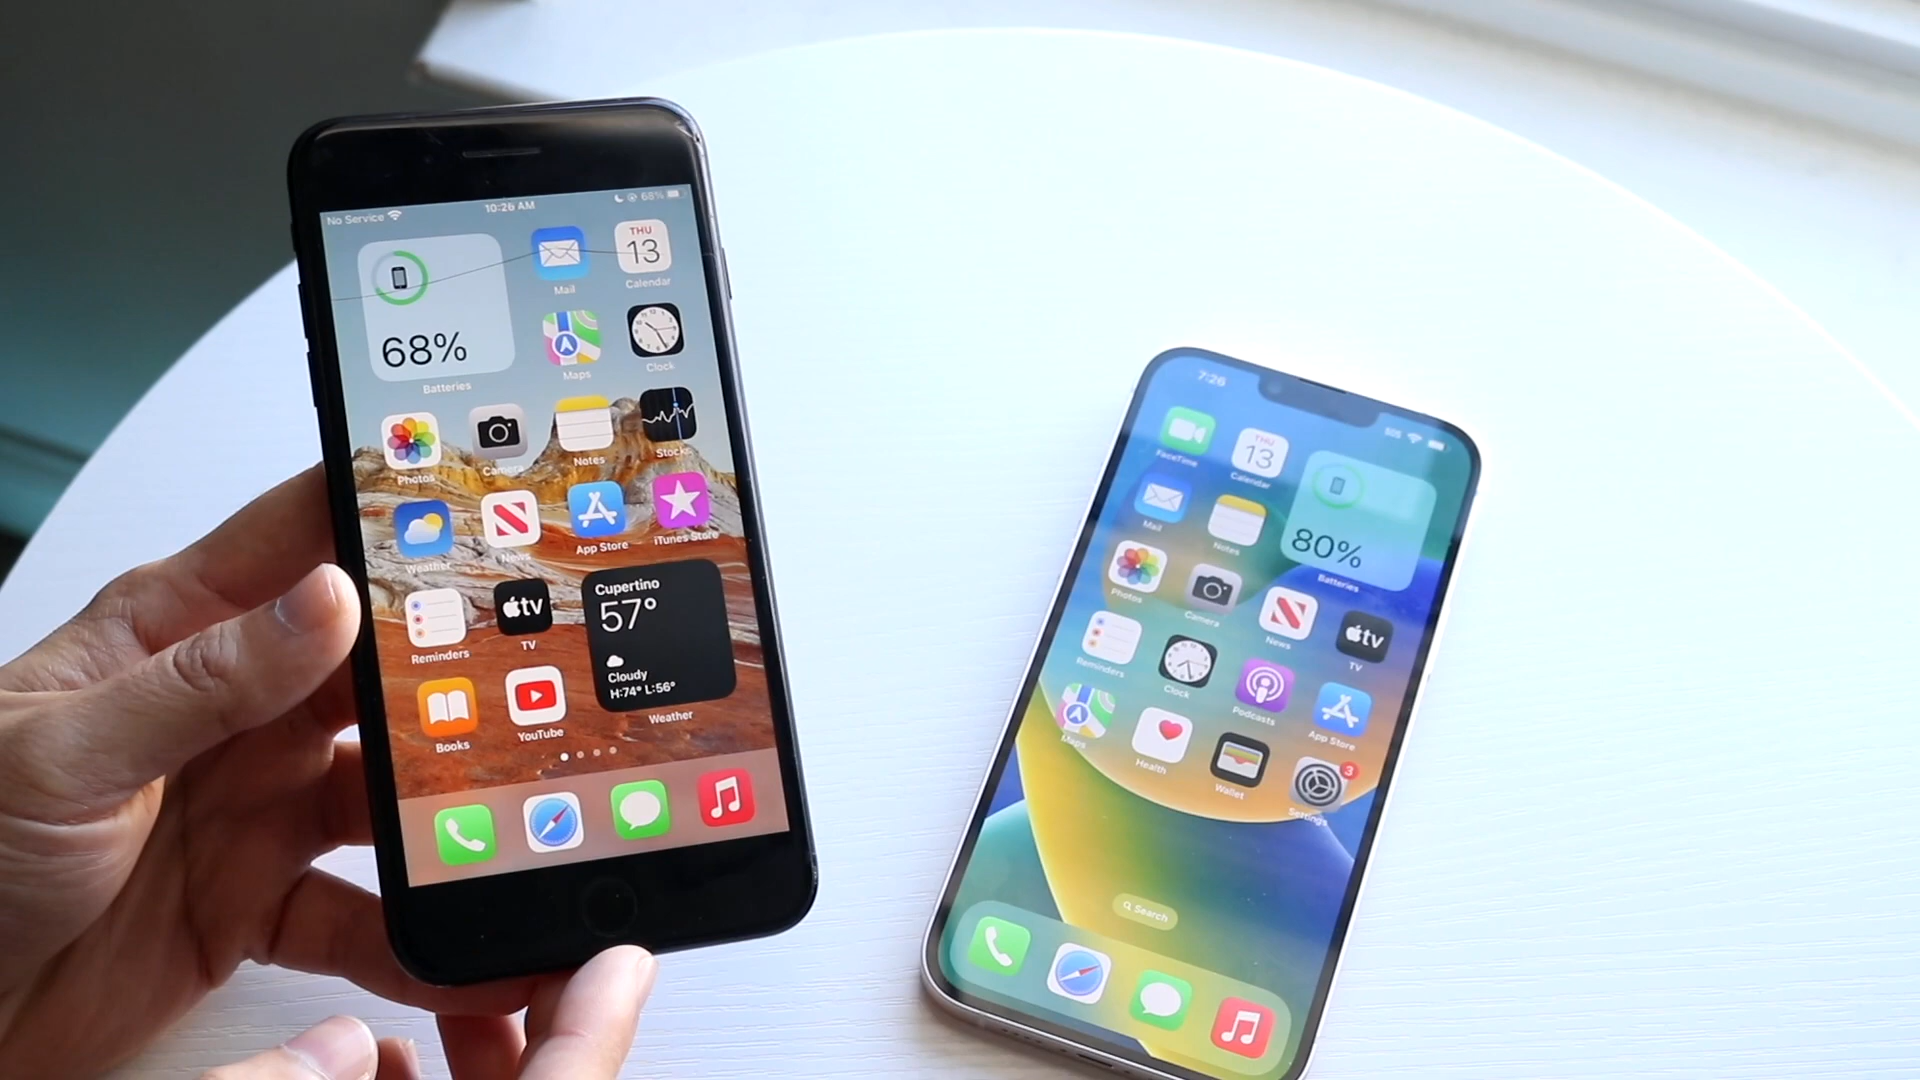 No Service
10:26 AM
68%
68%
Batteries
Mail
THU
13
Calendar
Maps
Clock
Photos
Camera
Notes
Stocks
Weather
News
App Store
iTunes Store
Reminders
tv
TV
Cupertino
57°
Cloudy
H:74° L:56°
Weather
Books
YouTube
7:26
SOS
FaceTime
THU
13
Calendar
Mail
Notes
80%
Batteries
Photos
Camera
News
tv
TV
Reminders
Clock
Podcasts
App Store
Maps
Health
Wallet
3
Settings
Search